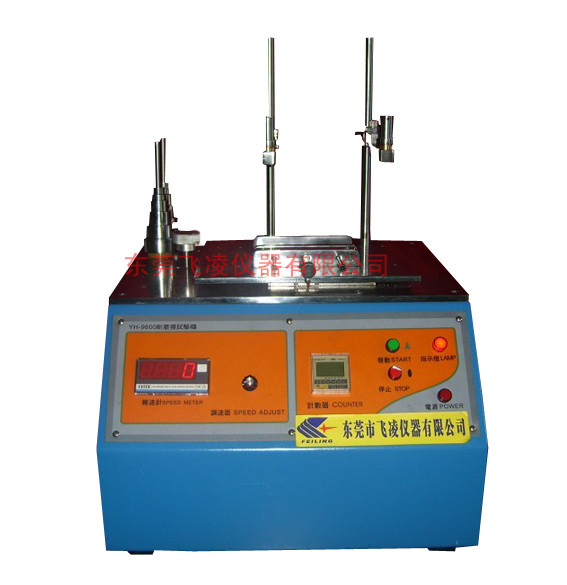 东莞飞凌仪器有限公司
YH-9600耐磨擦試驗機
0
轉速計SPEED METER
調速器 SPEED ADJUST
計數器 COUNTER
移動START
指示燈LAMP
停止 STOP
電源POWER
FEILING
东莞市飞凌仪器有限公司